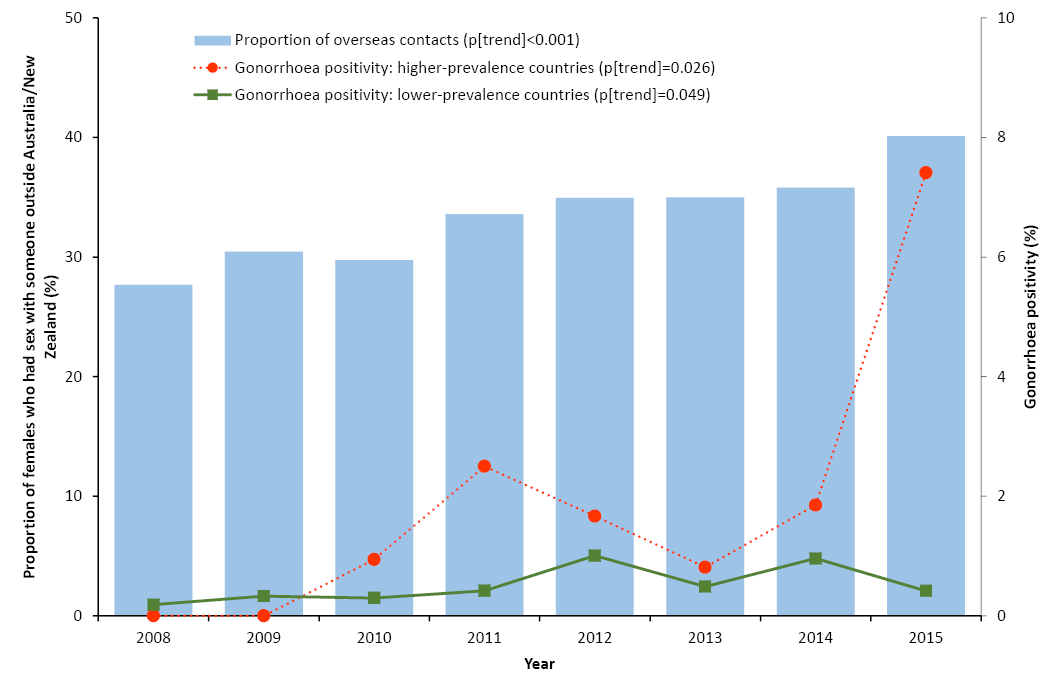 50
40
30
20
10
0
10
8
6
4
2
0
Proportion of females who had sex with someone outside Australia/New
Zealand (%)
Gonorrhoea positivity (%)
Proportion of overseas contacts (p[trend]<0.001)
Gonorrhoea positivity: higher-prevalence countries (p[trend]=0.026)
Gonorrhoea positivity: lower-prevalence countries (p[trend]=0.049)
2008 2009 2010 2011 2012 2013 2014 2015
Year